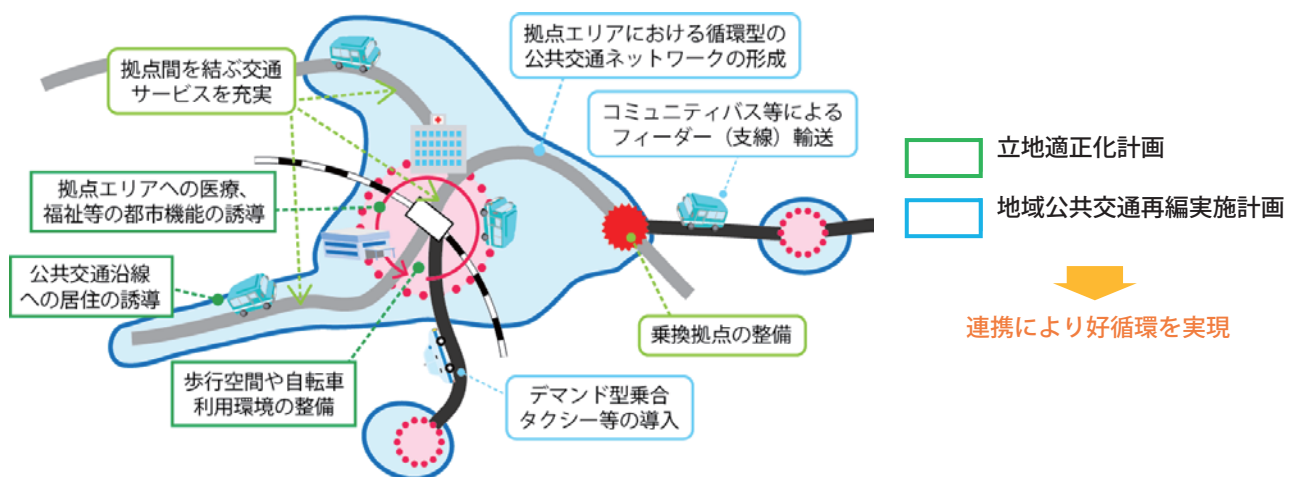 拠点エリアにおける循環型の
公共交通ネットワークの形成
拠点間を結ぶ交通
サービスを充実
コミュニティバス等による
フィーダー（支線）輸送
立地適正化計画
地域公共交通再編実施計画
連携により好循環を実現
拠点エリアへの医療、
福祉等の都市機能の誘導
公共交通沿線
への居住の誘導
乗換拠点の整備
歩行空間や自転車
利用環境の整備
デマンド型乗合
タクシー等の導入